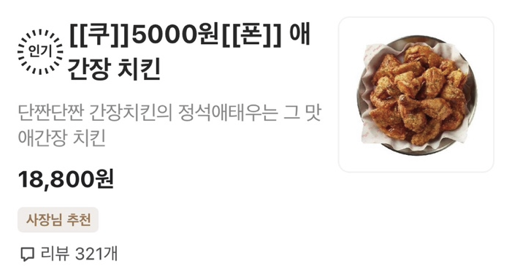 인기
[[쿠]]5000원[[폰]] 애
간장 치킨
단짠단짠 간장치킨의 정석애태우는 그 맛
애간장 치킨
18,800원
사장님 추천
리뷰 321개